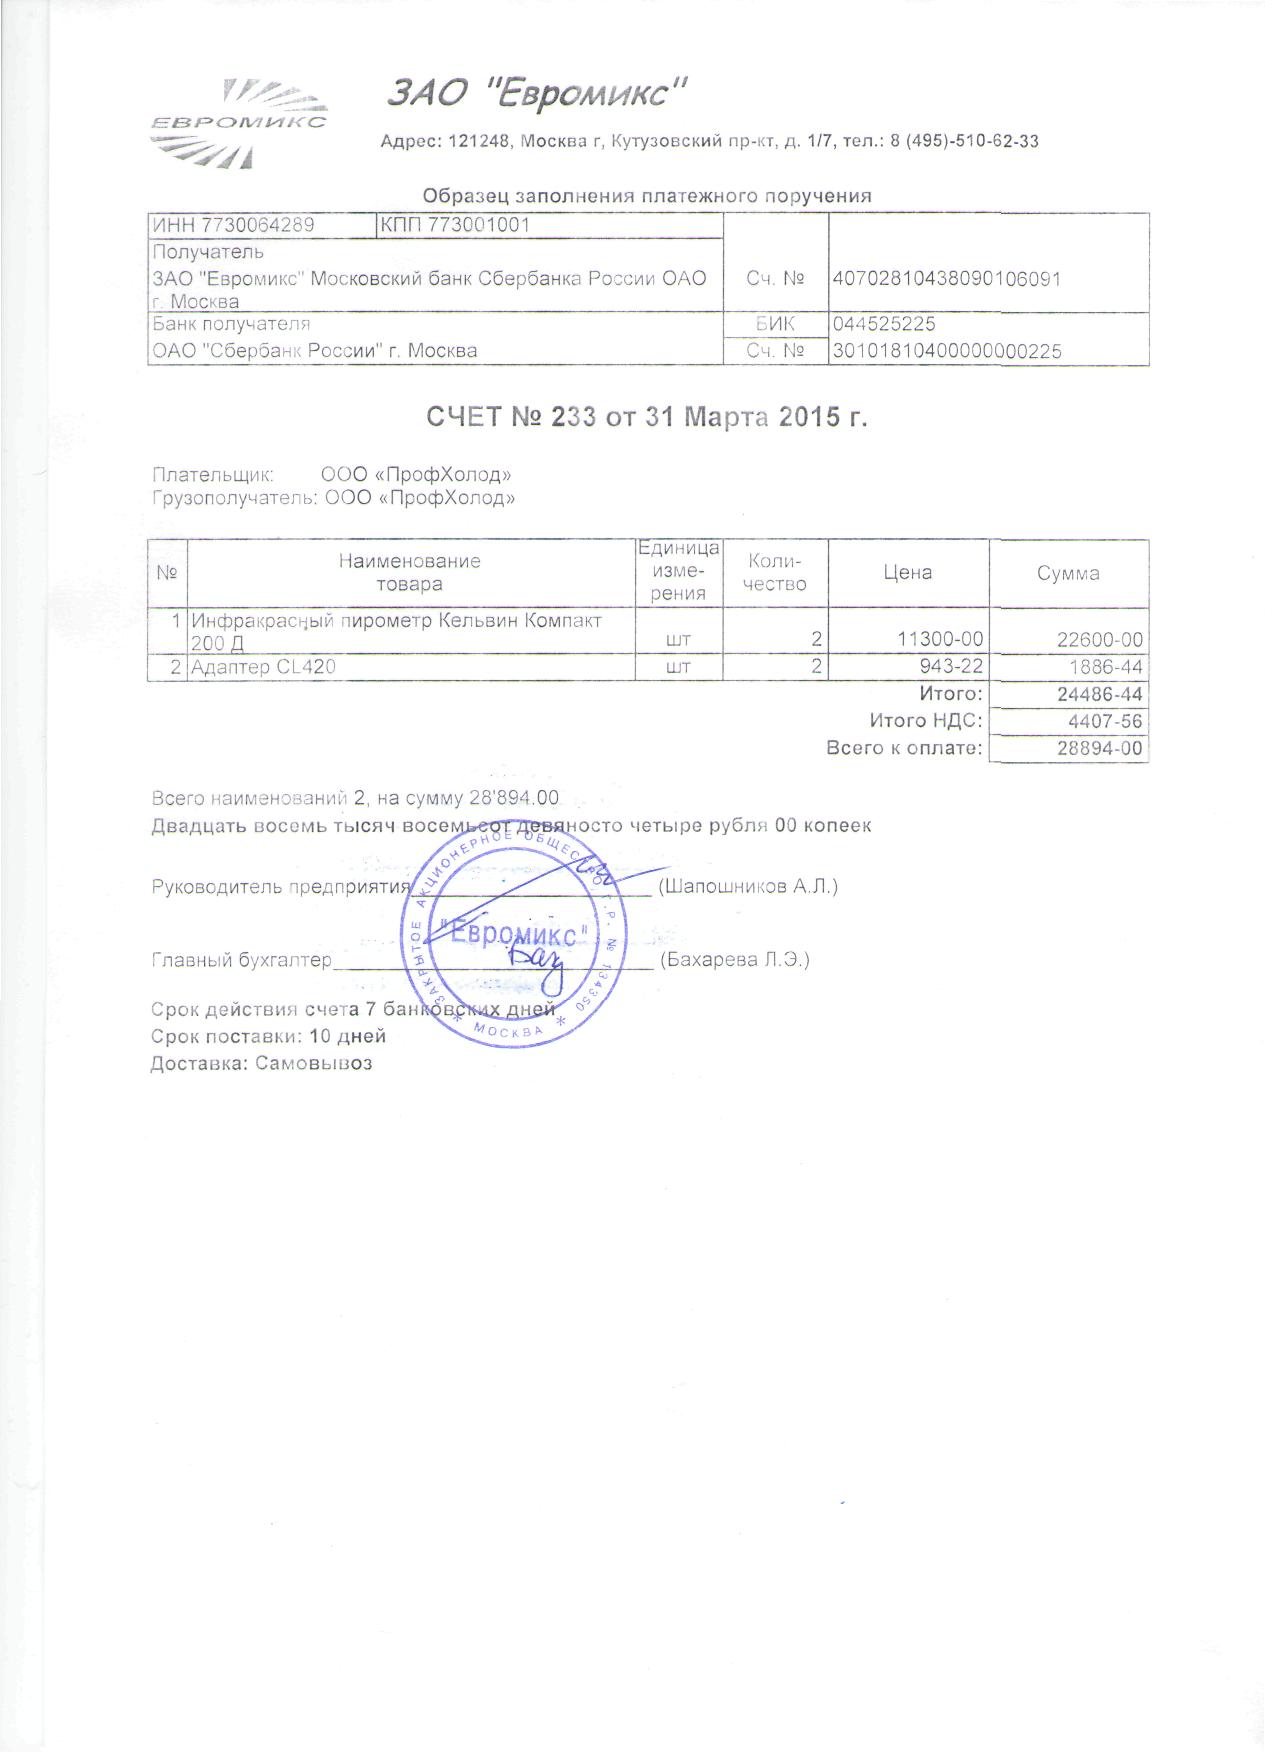 ЕВРОМИКС
ЗАО "Евромикс"
Адрес: 121248, Москва г, Кутузовский пр-кт, д. 1/7, тел.: 8 (495)-510-62-33
Образец заполнения платежного поручения
ИНН 7730064289 КПП 773001001
Получатель
ЗАО "Евромикс" Московский банк Сбербанка России ОАО Сч. № 40702810438090106091
г. Москва
Банк получателя БИК 044525225
ОАО "Сбербанк России" г. Москва Сч. № 30101810400000000225
СЧЕТ № 233 от 31 Марта 2015 г.
Плательщик: ООО «ПрофХолод»
Грузополучатель: ООО «ПрофХолод»
№ Наименование товара Единица изме-рения Коли-чество Цена Сумма
1 Инфракрасный пирометр Кельвин Компакт
200 Д шт 2 11300-00 22600-00
2 Адаптер CL420 шт 2 943-22 1886-44
Итого: 24486-44
Итого НДС: 4407-56
Всего к оплате: 28894-00
Всего наименований 2, на сумму 28'894.00
Двадцать восемь тысяч восемьсот девяносто четыре рубля 00 копеек
Руководитель предприятия (Шапошников А.Л.)
Главный бухгалтер (Бахарева Л.Э.)
ЗАКРЫТОЕ АКЦИОНЕРНОЕ ОБЩЕСТВО Г.Р. № 134350
"Евромикс"
* МОСКВА *
Срок действия счета 7 банковских дней
Срок поставки: 10 дней
Доставка: Самовывоз